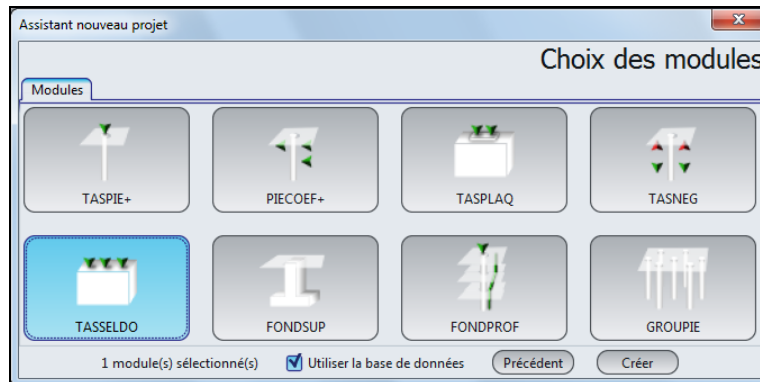 Assistant nouveau projet
Choix des modules
Modules
TASPIE+ PIECOEF+ TASPLAQ TASNEG
TASSELDO FONDSUP FONDPROF GROUPIE
1 module(s) sélectionné(s) Utiliser la base de données Précédent Créer